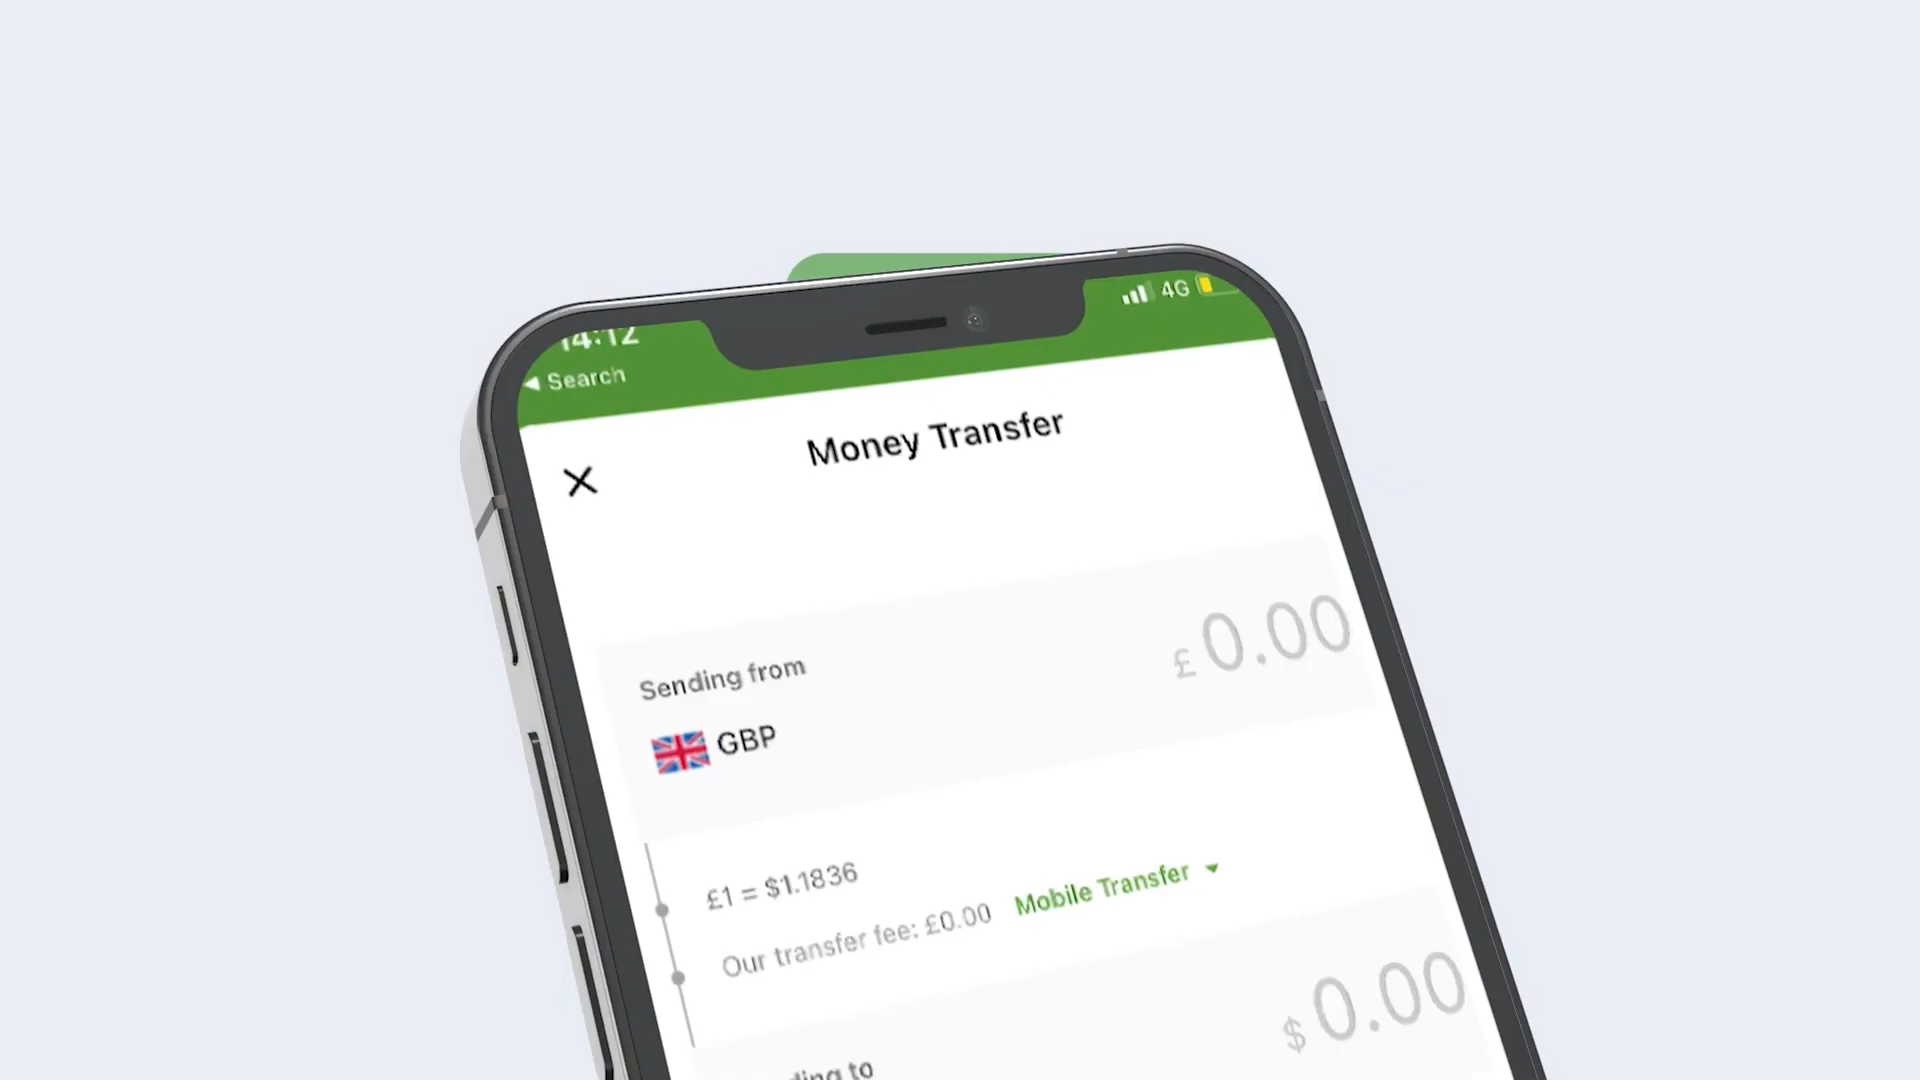 14:12
4G
Search
Money Transfer
Sending from
£ 0.00
GBP
£1 = $1.1836
Our transfer fee: £0.00 Mobile Transfer
$ 0.00
to